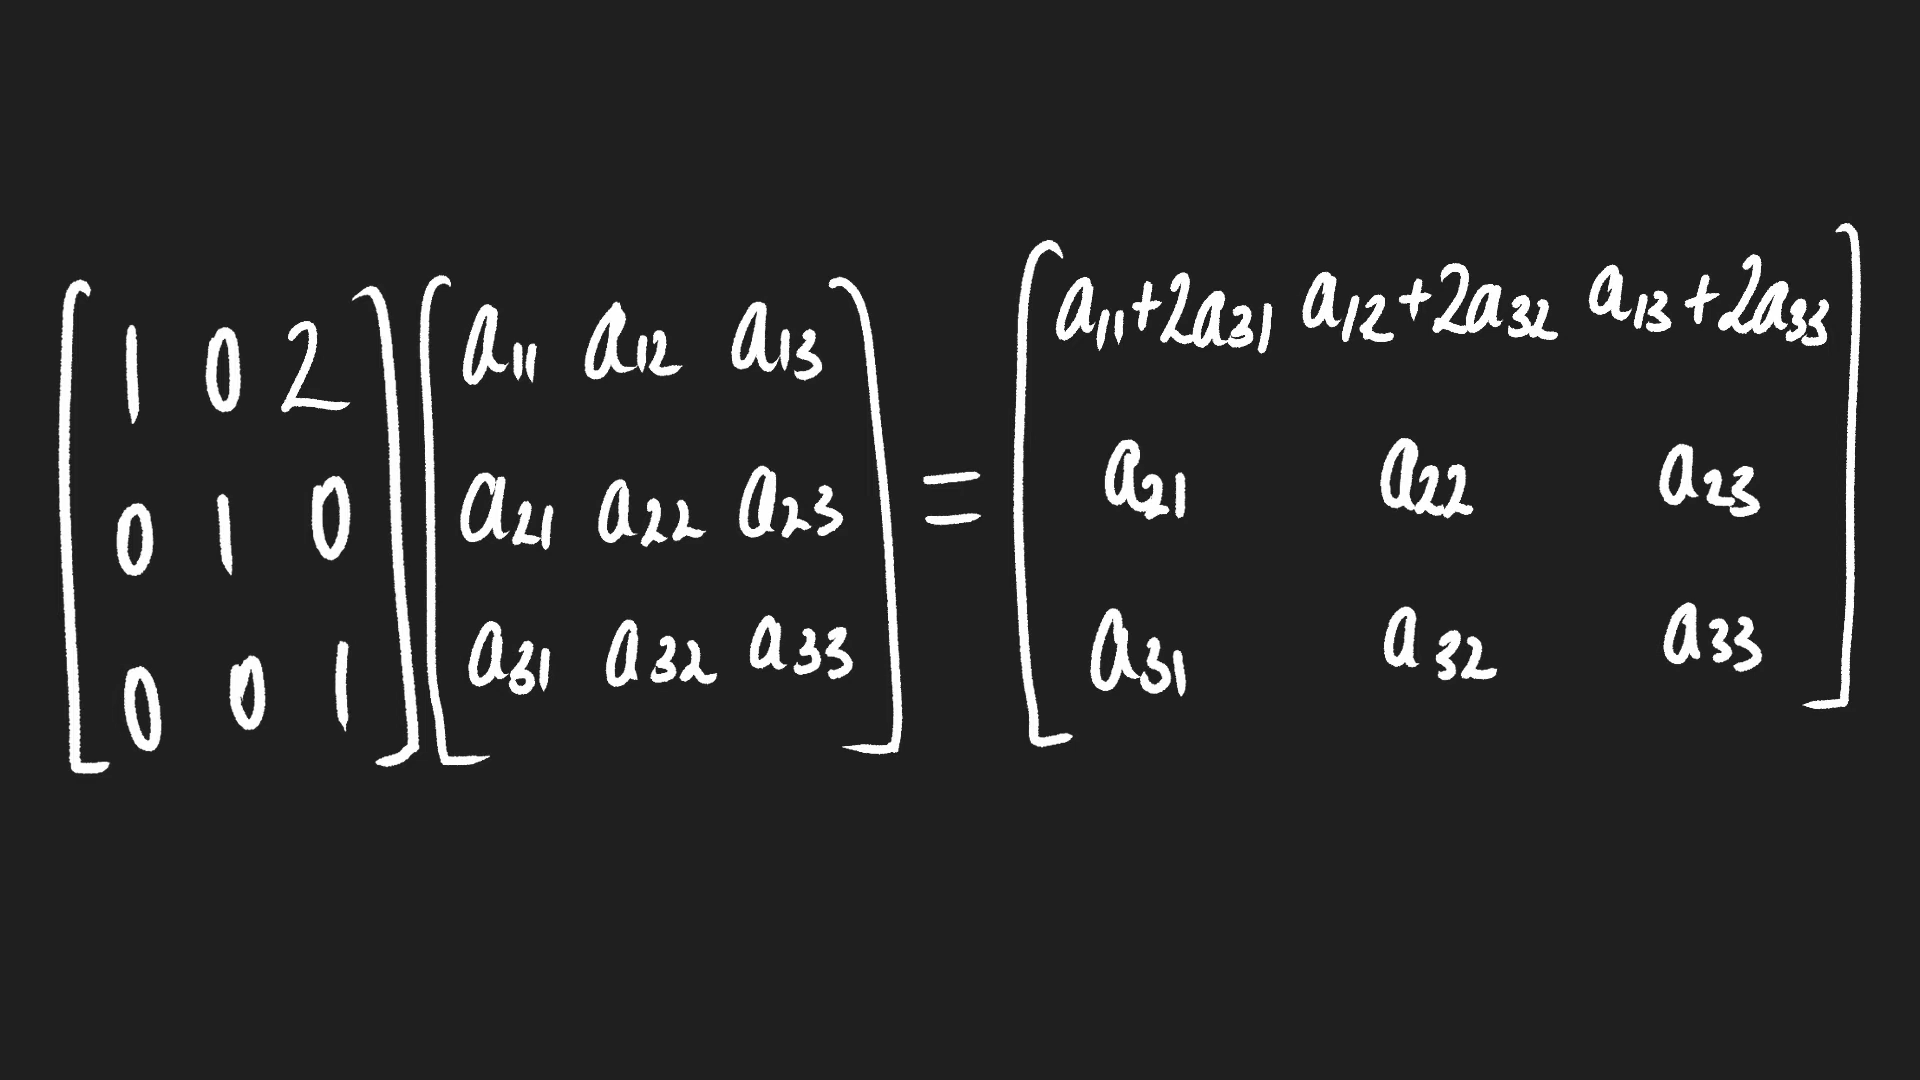 1 0 2 a11 a12 a13 a11+2a31 a12+2a32 a13+2a33
0 1 0 a21 a22 a23 = a21 a22 a23
0 0 1 a31 a32 a33 a31 a32 a33